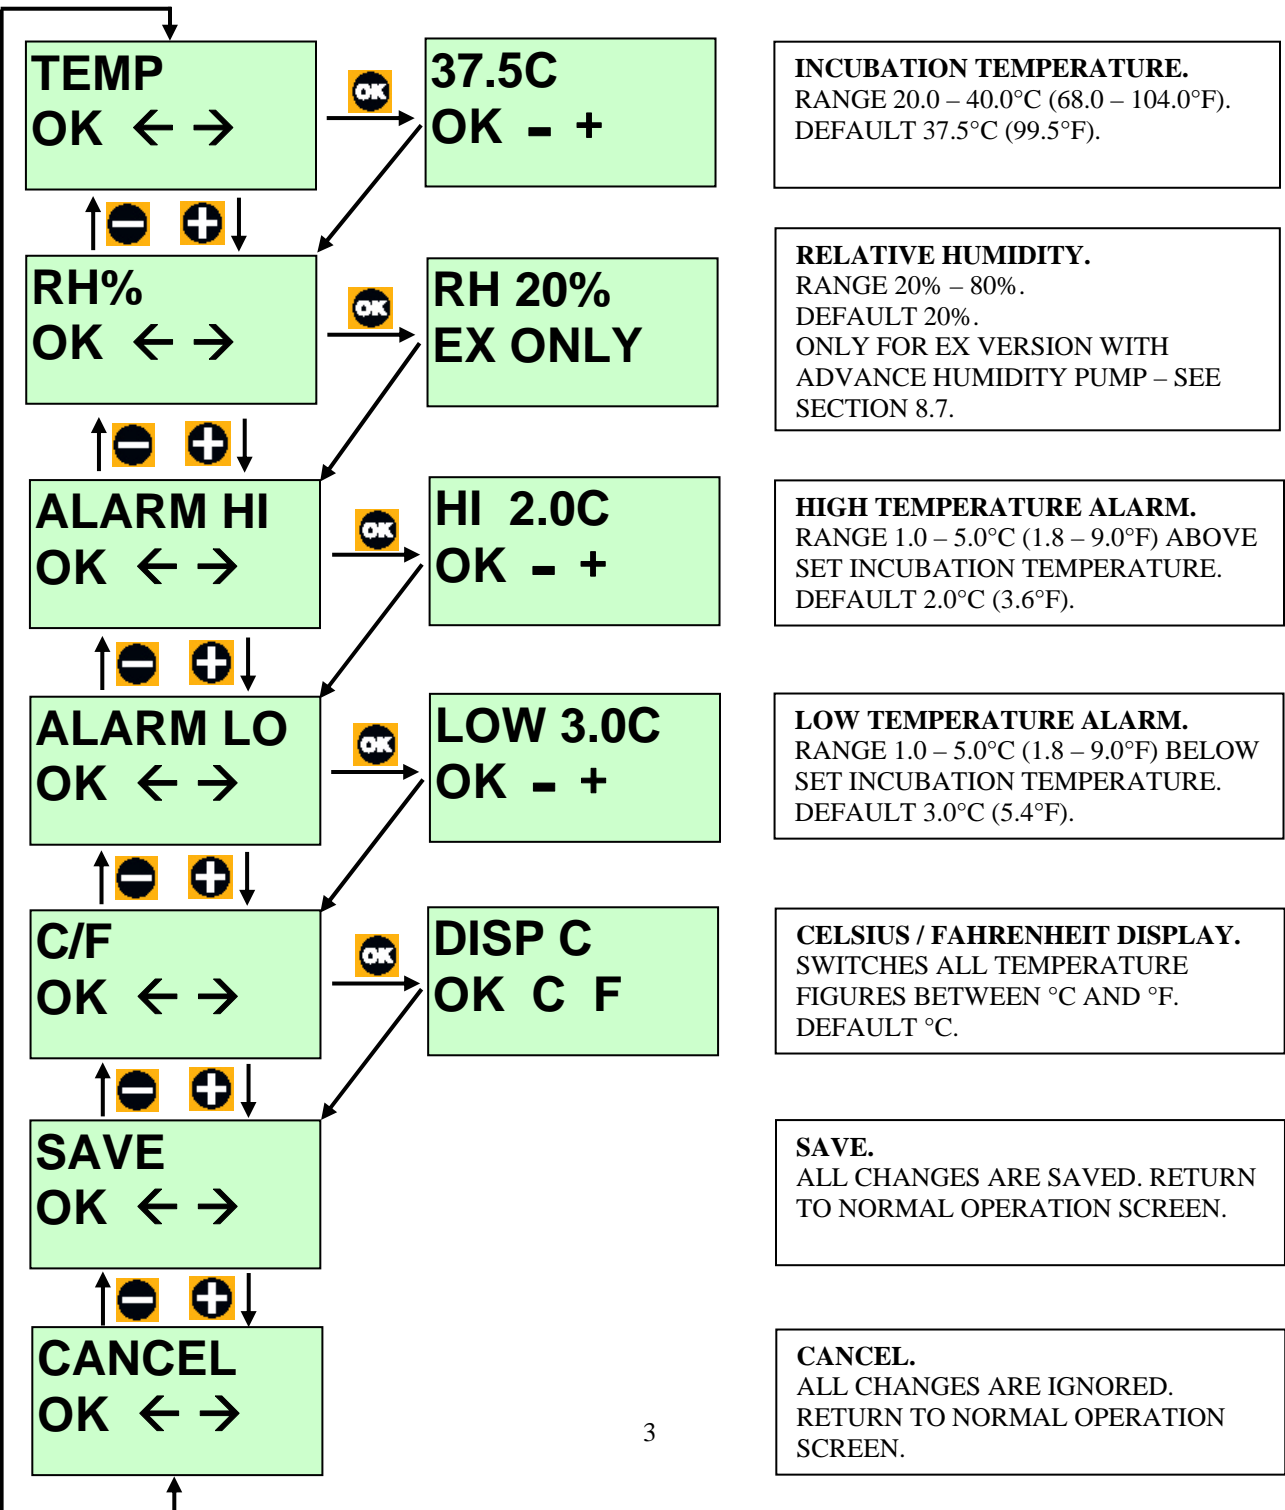 TEMP
OK ← →
OK
37.5C
OK - +
INCUBATION TEMPERATURE.
RANGE 20.0 – 40.0°C (68.0 – 104.0°F).
DEFAULT 37.5°C (99.5°F).
RH%
OK ← →
OK
RH 20%
EX ONLY
RELATIVE HUMIDITY.
RANGE 20% – 80%.
DEFAULT 20%.
ONLY FOR EX VERSION WITH
ADVANCE HUMIDITY PUMP – SEE
SECTION 8.7.
ALARM HI
OK ← →
OK
HI 2.0C
OK - +
HIGH TEMPERATURE ALARM.
RANGE 1.0 – 5.0°C (1.8 – 9.0°F) ABOVE
SET INCUBATION TEMPERATURE.
DEFAULT 2.0°C (3.6°F).
ALARM LO
OK ← →
OK
LOW 3.0C
OK - +
LOW TEMPERATURE ALARM.
RANGE 1.0 – 5.0°C (1.8 – 9.0°F) BELOW
SET INCUBATION TEMPERATURE.
DEFAULT 3.0°C (5.4°F).
C/F
OK ← →
OK
DISP C
OK C F
CELSIUS / FAHRENHEIT DISPLAY.
SWITCHES ALL TEMPERATURE
FIGURES BETWEEN °C AND °F.
DEFAULT °C.
SAVE
OK ← →
SAVE.
ALL CHANGES ARE SAVED. RETURN
TO NORMAL OPERATION SCREEN.
CANCEL
OK ← →
CANCEL.
ALL CHANGES ARE IGNORED.
RETURN TO NORMAL OPERATION
SCREEN.
3